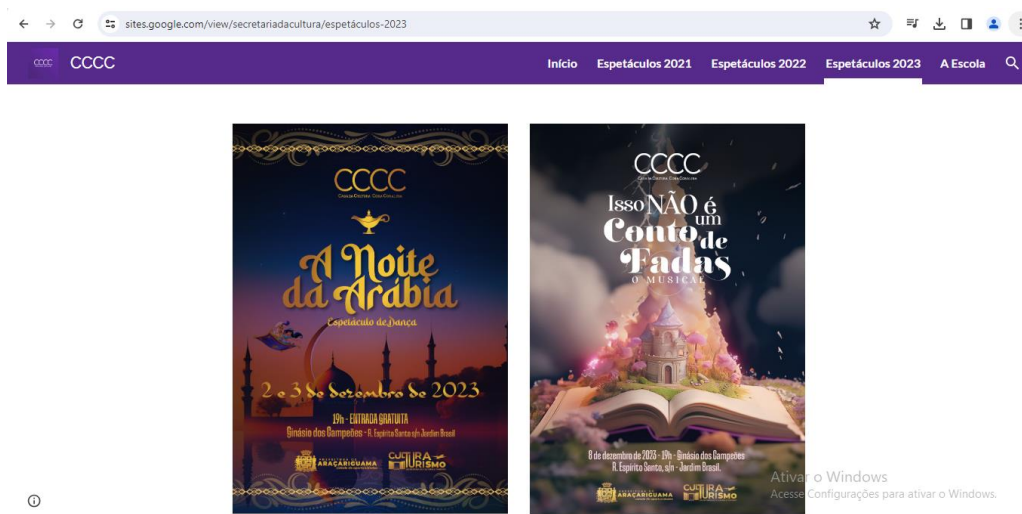 sites.google.com/view/secretariadacultura/espetáculos-2023
CCCC
CCCC
Início
Espetáculos 2021
Espetáculos 2022
Espetáculos 2023
A Escola
CCCC
A Noite
da Arábia
Espetáculo de Dança
2 e 3 de dezembro de 2023
19h - ENTRADA GRATUITA
Ginásio dos Campeões - R. Espírito Santo s/n Jardim Brasil
ARAÇARIGUAMA
CULTURA
TURISMO
CCCC
Isso NÃO é
um
Conto de
Fadas
O MUSICAL
8 de dezembro de 2023 - 19h - Ginásio dos Campeões
R. Espírito Santo, s/n - Jardim Brasil.
ARAÇARIGUAMA
CULTURA
TURISMO
Ativar o Windows
Acesse Configurações para ativar o Windows.